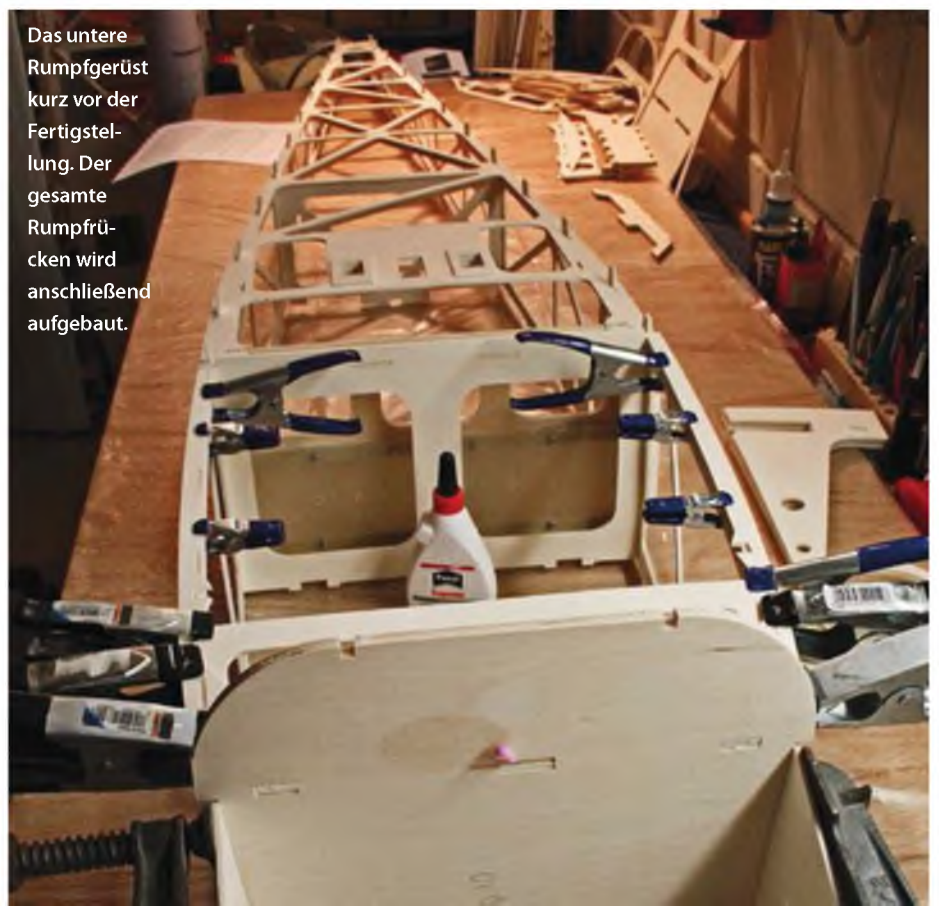 Das untere
Rumpfgerüst
kurz vor der
Fertigstel-
lung. Der
gesamte
Rumpfrü-
cken wird
anschließend
aufgebaut.